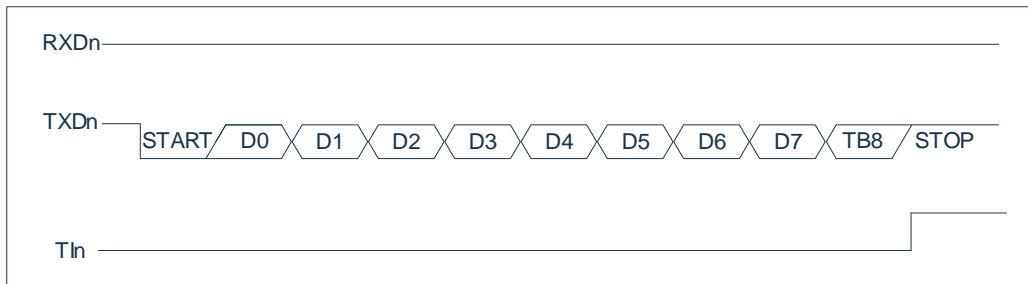 RXDn
TXDn
START D0 D1 D2 D3 D4 D5 D6 D7 TB8 STOP
TIn